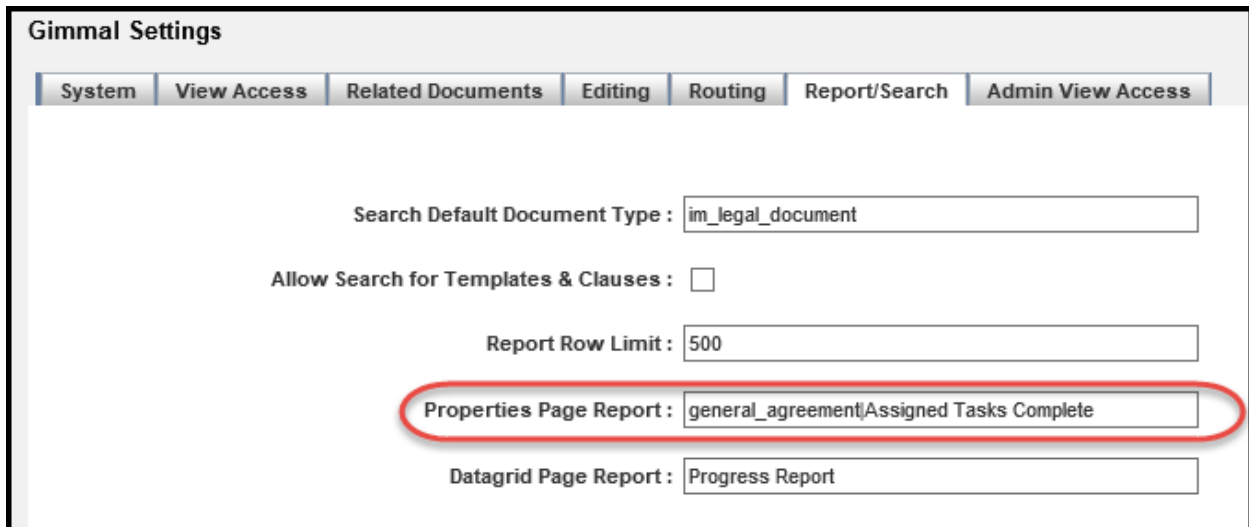 Gimmal Settings
System View Access Related Documents Editing Routing Report/Search Admin View Access
Search Default Document Type : im_legal_document
Allow Search for Templates & Clauses :
Report Row Limit : 500
Properties Page Report : general_agreement|Assigned Tasks Complete
Datagrid Page Report : Progress Report